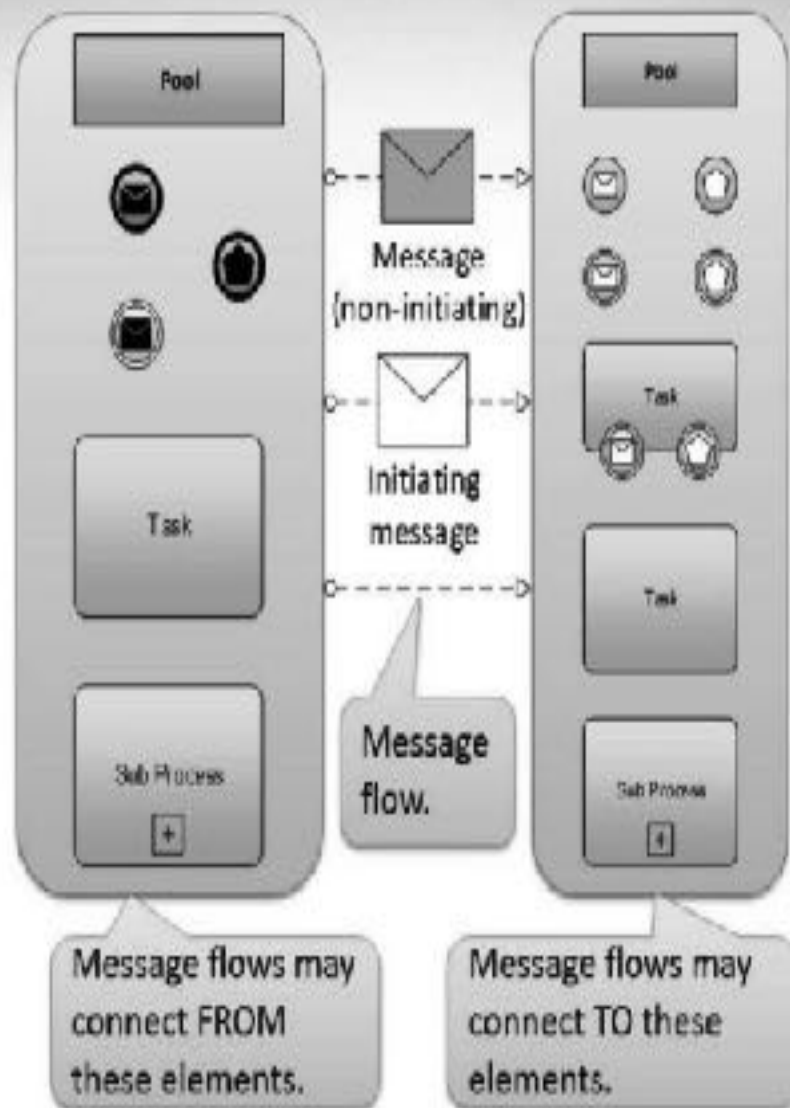 Pool
Pool
Message
(non-initiating)
Task
Initiating
message
Task
Task
Message
flow.
Sub Process
Sub Process
Message flows may
connect FROM
these elements.
Message flows may
connect TO these
elements.